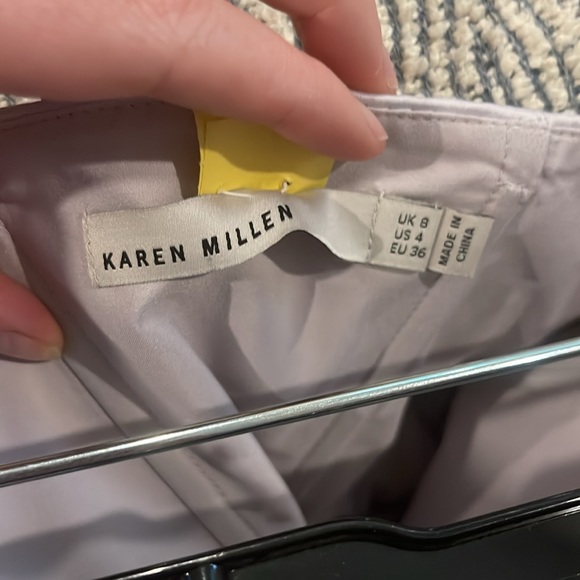 KAREN MILLEN
UK 8
US 4
EU 36
MADE IN
CHINA